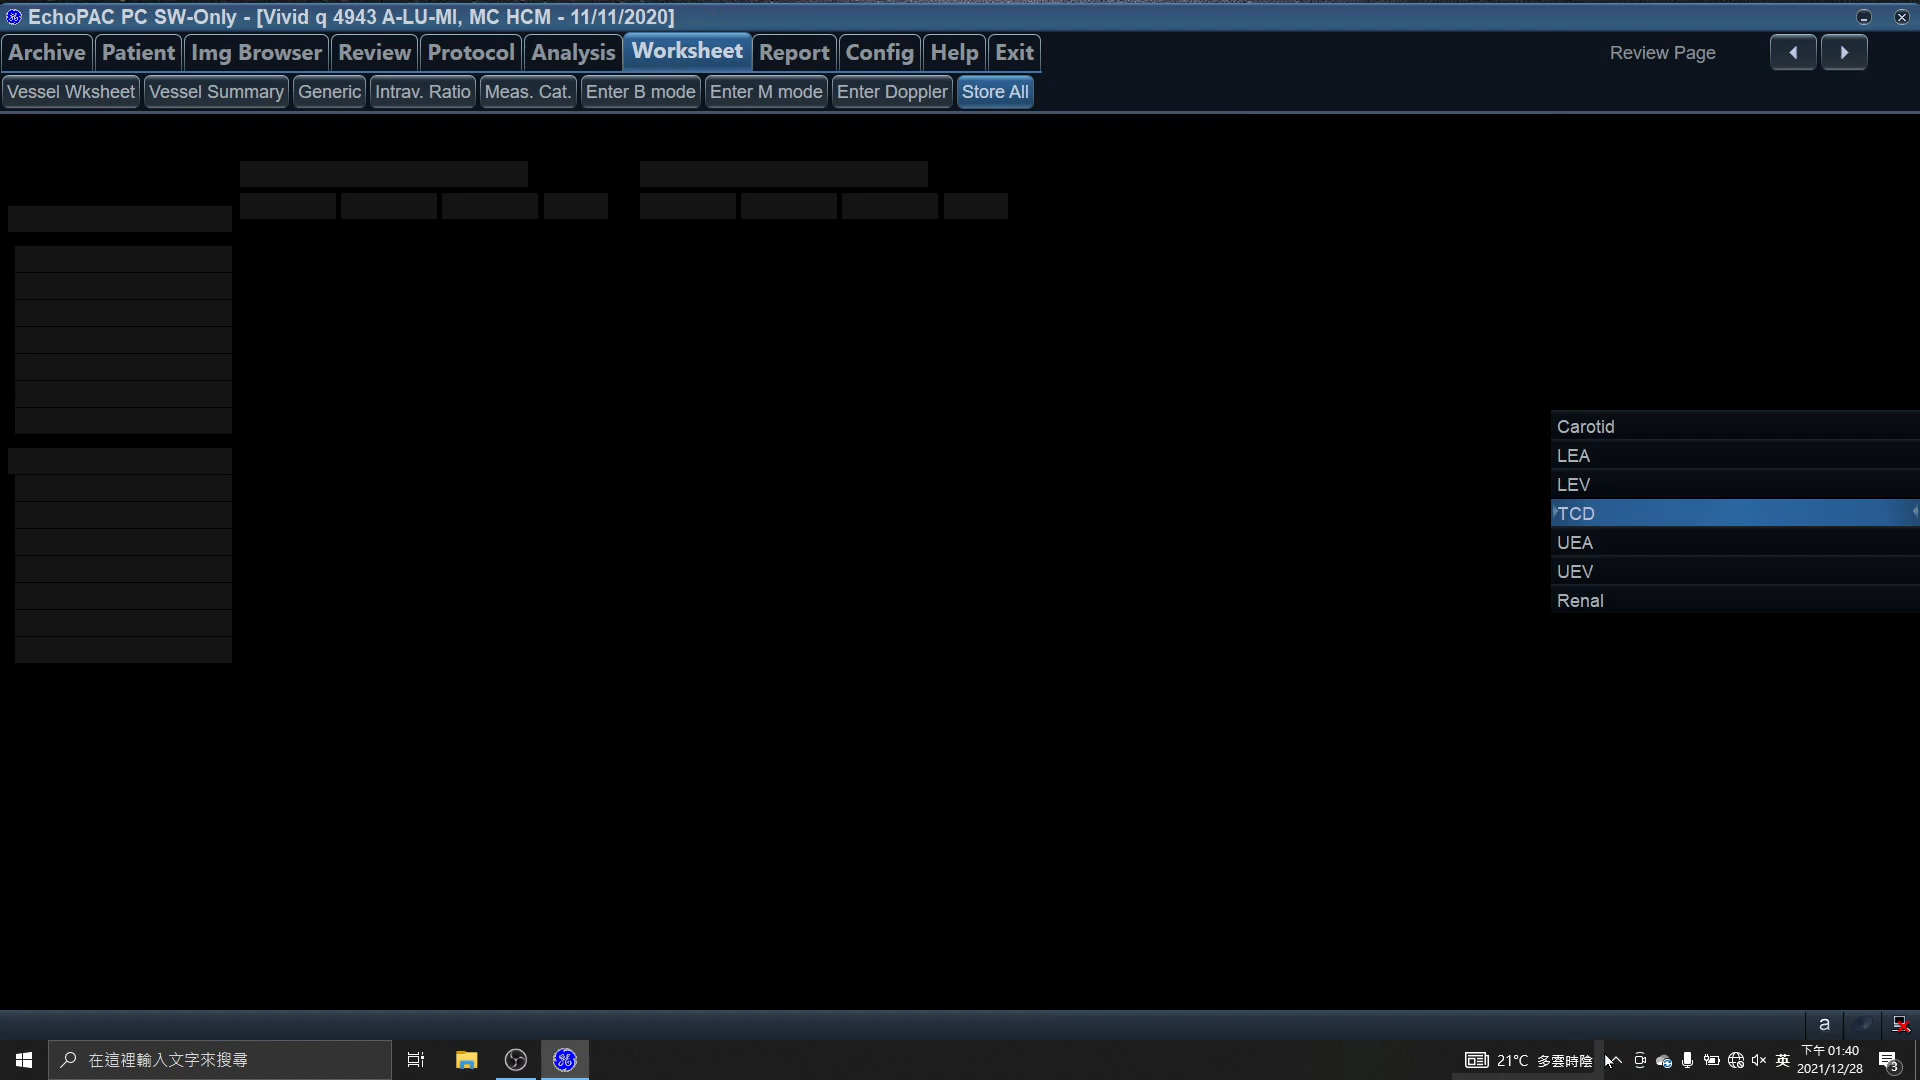 EchoPAC PC SW-Only - [Vivid q 4943 A-LU-MI, MC HCM - 11/11/2020]
Archive Patient Img Browser Review Protocol Analysis Worksheet Report Config Help Exit Review Page
Vessel Wksheet Vessel Summary Generic Intrav. Ratio Meas. Cat. Enter B mode Enter M mode Enter Doppler Store All
Carotid
LEA
LEV
TCD
UEA
UEV
Renal
a
在這裡輸入文字來搜尋
21°C 多雲時陰
英
下午 01:40
2021/12/28
3